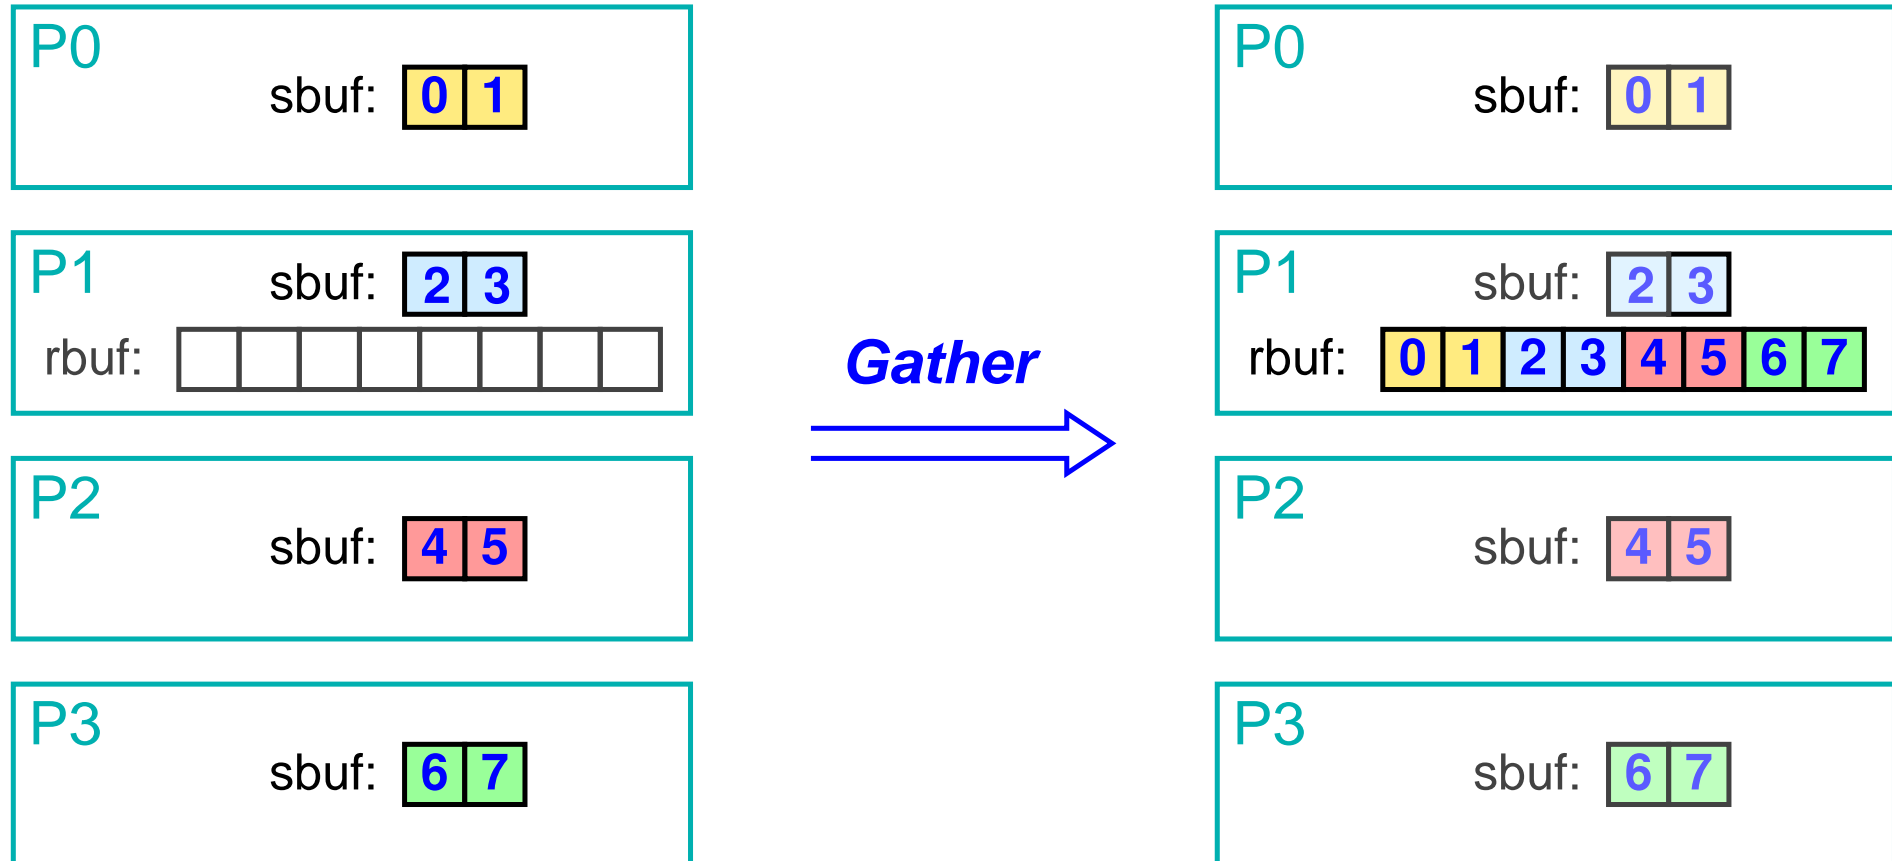 P0
sbuf: 0 1
P1
sbuf: 2 3
rbuf:
P2
sbuf: 4 5
P3
sbuf: 6 7
Gather
P0
sbuf: 0 1
P1
sbuf: 2 3
rbuf: 0 1 2 3 4 5 6 7
P2
sbuf: 4 5
P3
sbuf: 6 7